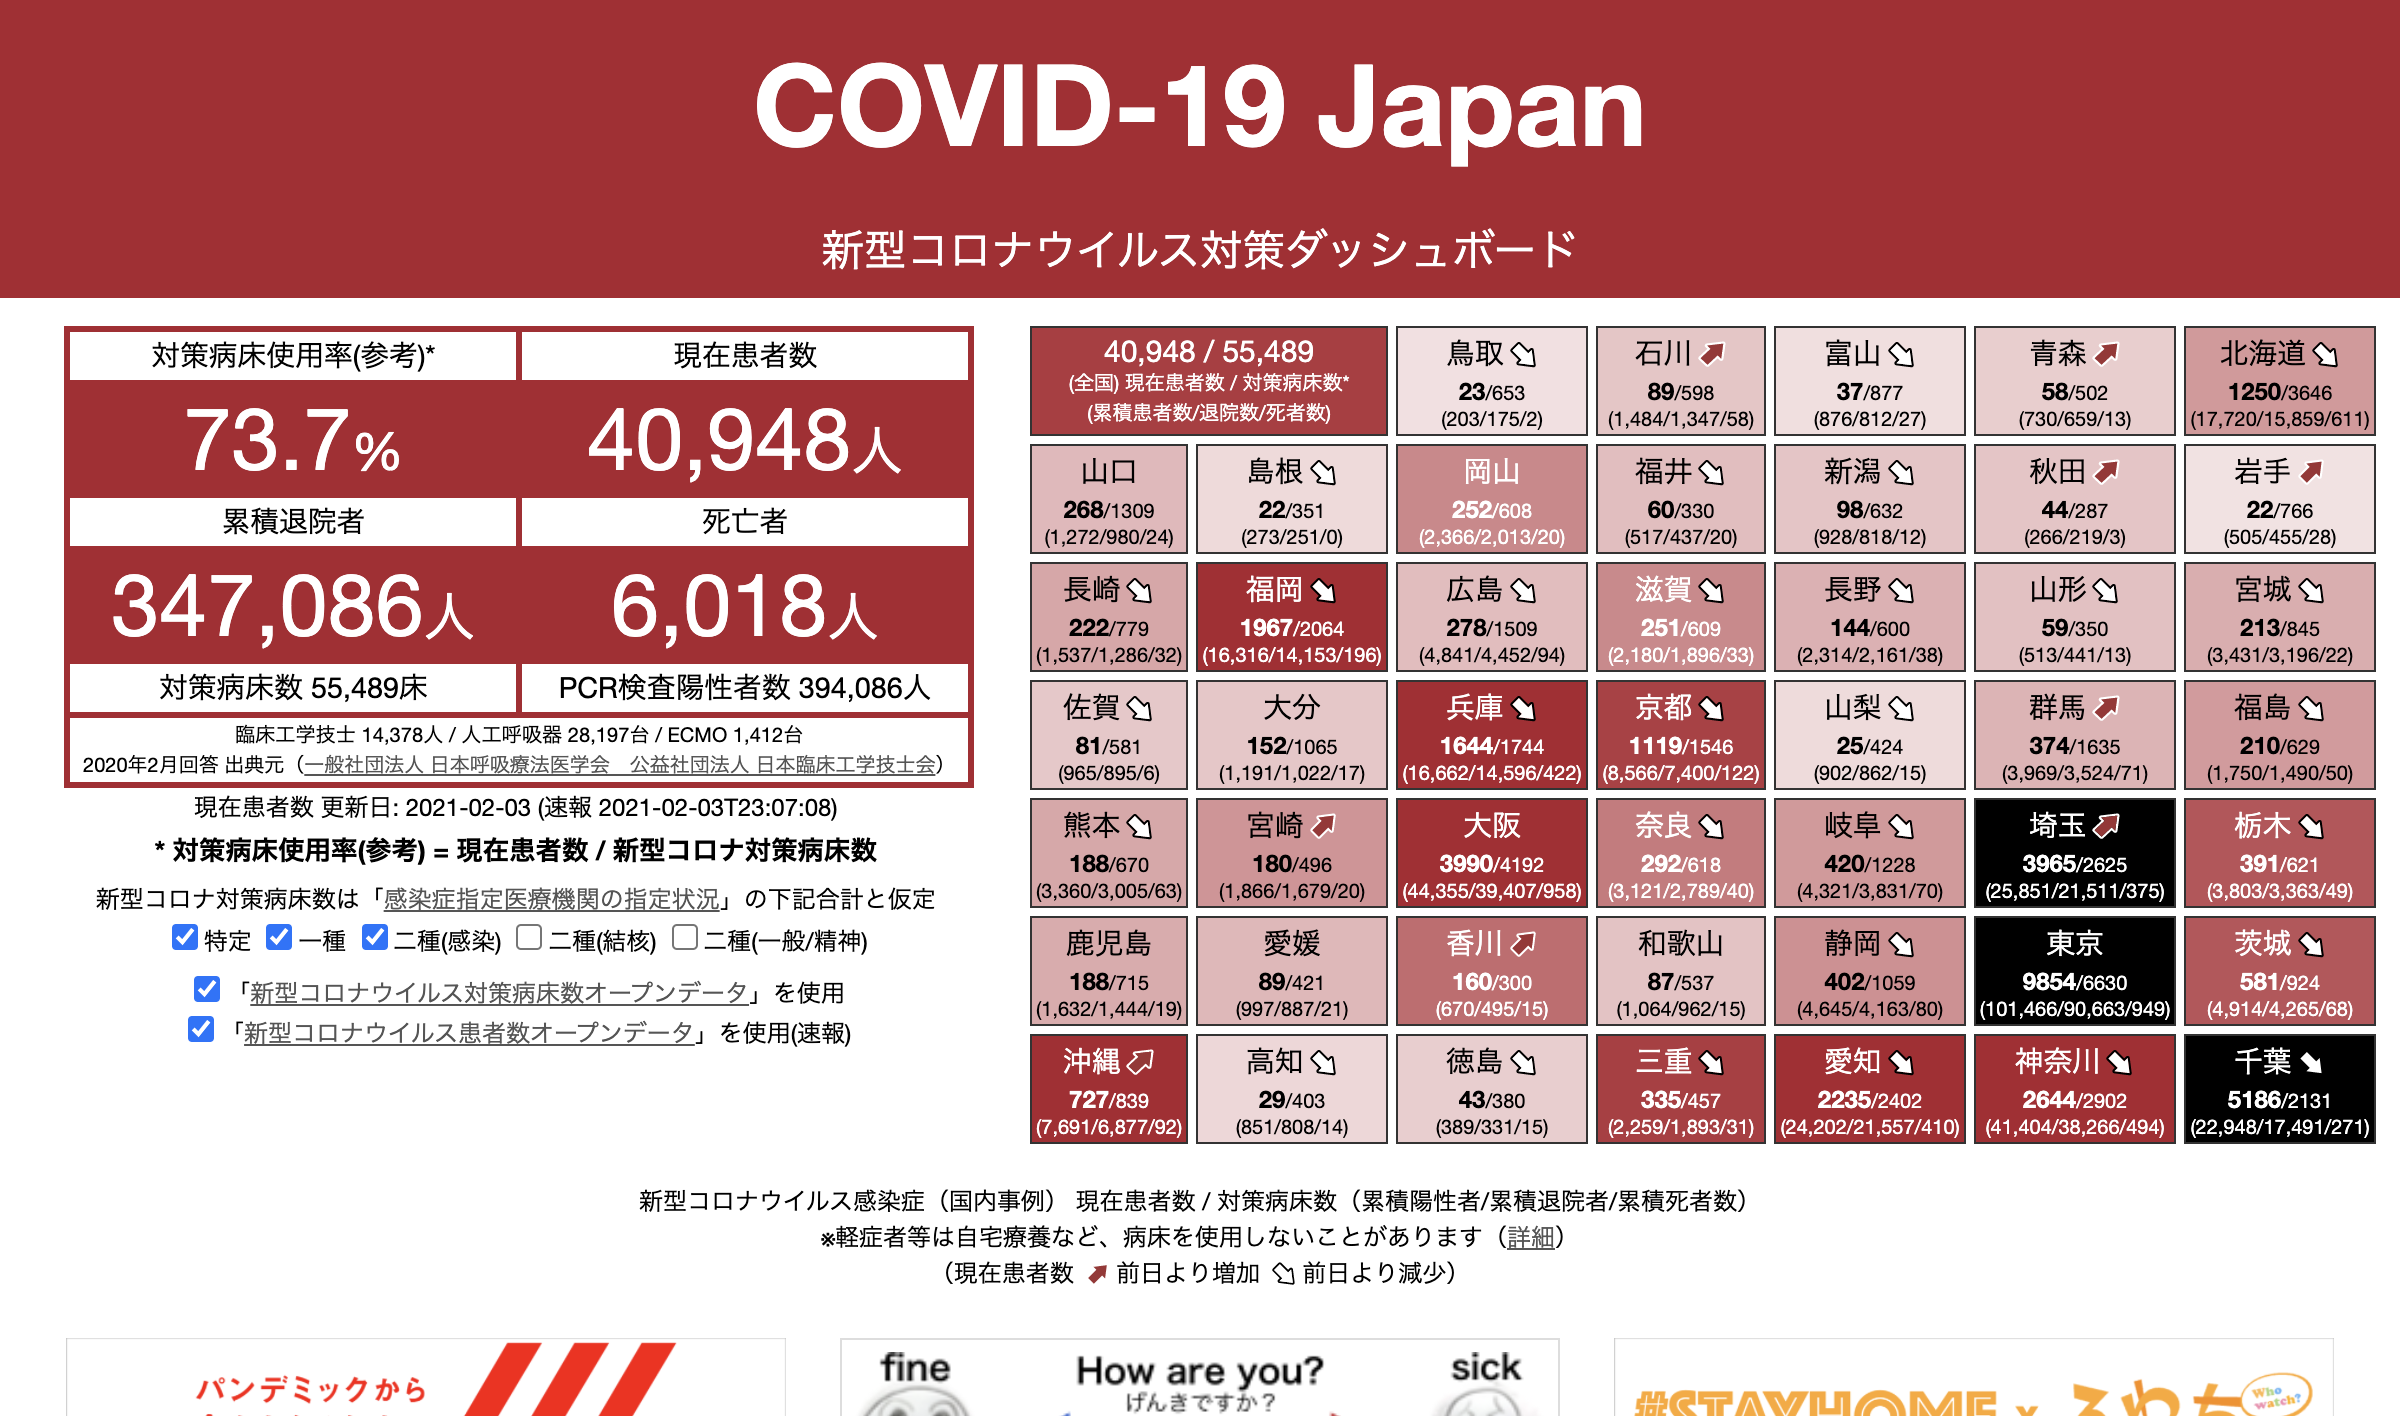 COVID-19 Japan
新型コロナウイルス対策ダッシュボード
対策病床使用率(参考)*
現在患者数
73.7%
40,948人
累積退院者
死亡者
347,086人
6,018人
対策病床数 55,489床
PCR検査陽性者数 394,086人
臨床工学技士 14,378人 / 人工呼吸器 28,197台 / ECMO 1,412台
2020年2月回答 出典元（一般社団法人 日本呼吸療法医学会　公益社団法人 日本臨床工学技士会）
現在患者数 更新日: 2021-02-03 (速報 2021-02-03T23:07:08)
* 対策病床使用率(参考) = 現在患者数 / 新型コロナ対策病床数
新型コロナ対策病床数は「感染症指定医療機関の指定状況」の下記合計と仮定
特定 一種 二種(感染) 二種(結核) 二種(一般/精神)
「新型コロナウイルス対策病床数オープンデータ」を使用
「新型コロナウイルス患者数オープンデータ」を使用(速報)
40,948 / 55,489
(全国) 現在患者数 / 対策病床数*
(累積患者数/退院数/死者数)
鳥取
23/653
(203/175/2)
石川
89/598
(1,484/1,347/58)
富山
37/877
(876/812/27)
青森
58/502
(730/659/13)
北海道
1250/3646
(17,720/15,859/611)
山口
268/1309
(1,272/980/24)
島根
22/351
(273/251/0)
岡山
252/608
(2,366/2,013/20)
福井
60/330
(517/437/20)
新潟
98/632
(928/818/12)
秋田
44/287
(266/219/3)
岩手
22/766
(505/455/28)
長崎
222/779
(1,537/1,286/32)
福岡
1967/2064
(16,316/14,153/196)
広島
278/1509
(4,841/4,452/94)
滋賀
251/609
(2,180/1,896/33)
長野
144/600
(2,314/2,161/38)
山形
59/350
(513/441/13)
宮城
213/845
(3,431/3,196/22)
佐賀
81/581
(965/895/6)
大分
152/1065
(1,191/1,022/17)
兵庫
1644/1744
(16,662/14,596/422)
京都
1119/1546
(8,566/7,400/122)
山梨
25/424
(902/862/15)
群馬
374/1635
(3,969/3,524/71)
福島
210/629
(1,750/1,490/50)
熊本
188/670
(3,360/3,005/63)
宮崎
180/496
(1,866/1,679/20)
大阪
3990/4192
(44,355/39,407/958)
奈良
292/618
(3,121/2,789/40)
岐阜
420/1228
(4,321/3,831/70)
埼玉
3965/2625
(25,851/21,511/375)
栃木
391/621
(3,803/3,363/49)
鹿児島
188/715
(1,632/1,444/19)
愛媛
89/421
(997/887/21)
香川
160/300
(670/495/15)
和歌山
87/537
(1,064/962/15)
静岡
402/1059
(4,645/4,163/80)
東京
9854/6630
(101,466/90,663/949)
茨城
581/924
(4,914/4,265/68)
沖縄
727/839
(7,691/6,877/92)
高知
29/403
(851/808/14)
徳島
43/380
(389/331/15)
三重
335/457
(2,259/1,893/31)
愛知
2235/2402
(24,202/21,557/410)
神奈川
2644/2902
(41,404/38,266/494)
千葉
5186/2131
(22,948/17,491/271)
新型コロナウイルス感染症（国内事例） 現在患者数 / 対策病床数（累積陽性者/累積退院者/累積死者数）
※軽症者等は自宅療養など、病床を使用しないことがあります（詳細）
（現在患者数 前日より増加 前日より減少）
パンデミックから
fine
How are you?
sick
げんきですか？
#STAYHOME x
Who watch?